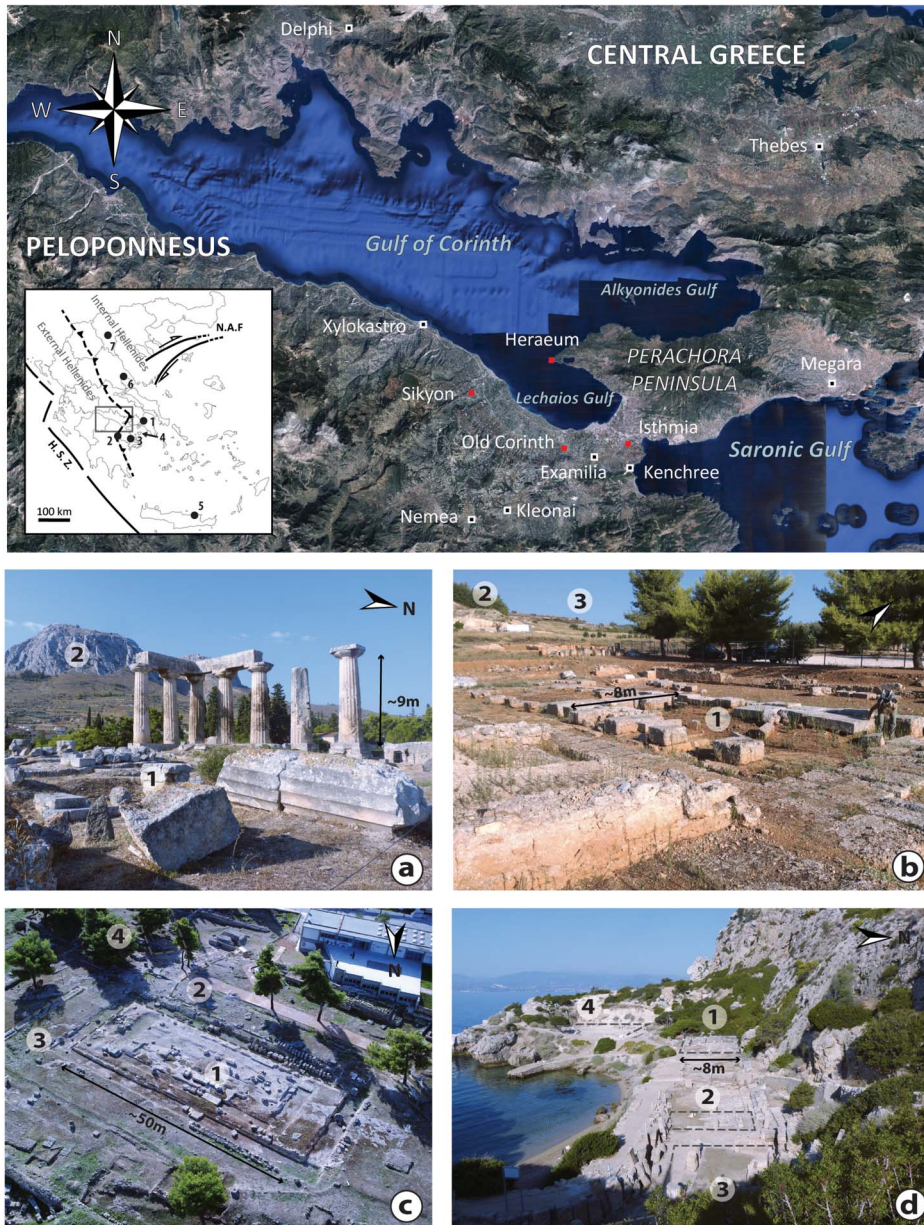 Delphi
CENTRAL GREECE
N
W
E
S
Thebes
PELOPONNESUS
Gulf of Corinth
Alkyonides Gulf
Xylokastro
Heraeum
PERACHORA
PENINSULA
Megara
Sikyon
Lechaios Gulf
Isthmia
Old Corinth
Saronic Gulf
Examilia
Kenchree
Nemea
Kleonai
Internal Hellenides
External Hellenides
N.A.F
6
1
2
4
H.S.Z.
5
100 km
N
2
~9m
1
a
2
3
~8m
1
b
4
N
2
3
1
~50m
c
N
4
1
~8m
2
3
d